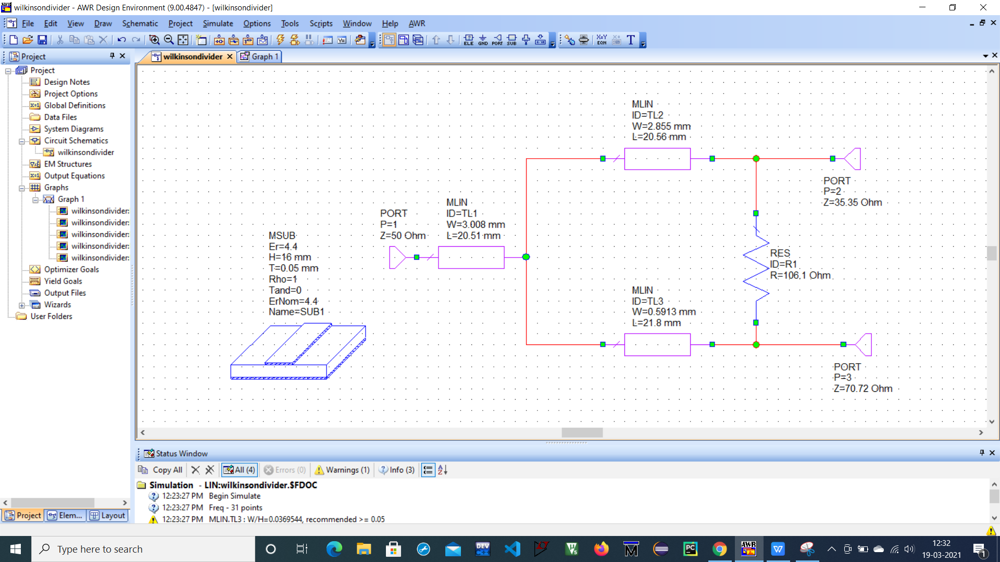 wilkinsondivider - AWR Design Environment (9.00.4847) - [wilkinsondivider]
File Edit View Draw Schematic Project Simulate Options Tools Scripts Window Help AWR
ELE GND PORT SUB X=Y EQN X= T
Project
wilkinsondivider Graph 1
Project
Design Notes
Project Options
Global Definitions
Data Files
System Diagrams
Circuit Schematics
wilkinsondivider
EM Structures
Output Equations
Graphs
Graph 1
wilkinsondivider:
wilkinsondivider:
wilkinsondivider:
wilkinsondivider:
wilkinsondivider:
Optimizer Goals
Yield Goals
Output Files
Wizards
User Folders
Project Elem... Layout
MSUB
Er=4.4
H=16 mm
T=0.05 mm
Rho=1
Tand=0
ErNom=4.4
Name=SUB1
PORT
P=1
Z=50 Ohm
MLIN
ID=TL1
W=3.008 mm
L=20.51 mm
MLIN
ID=TL2
W=2.855 mm
L=20.56 mm
PORT
P=2
Z=35.35 Ohm
RES
ID=R1
R=106.1 Ohm
MLIN
ID=TL3
W=0.5913 mm
L=21.8 mm
PORT
P=3
Z=70.72 Ohm
Status Window
Copy All All (4) Errors (0) Warnings (1) Info (3)
Simulation - LIN:wilkinsondivider.$FDOC
12:23:27 PM Begin Simulate
12:23:27 PM Freq - 31 points
12:23:27 PM MLIN.TL3 : W/H=0.0369544, recommended >= 0.05
Type here to search
DEV C++
PC
AWR
12:32
19-03-2021
1